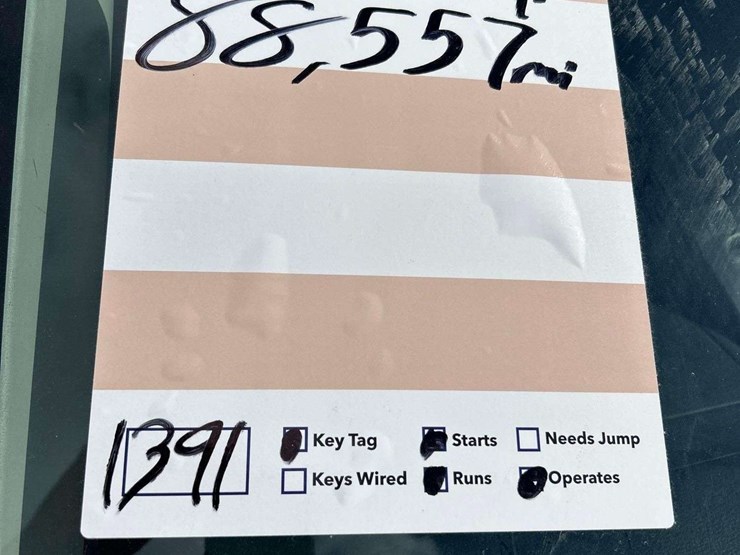 88,557mi
1391 Key Tag Starts Needs Jump
Keys Wired Runs Operates